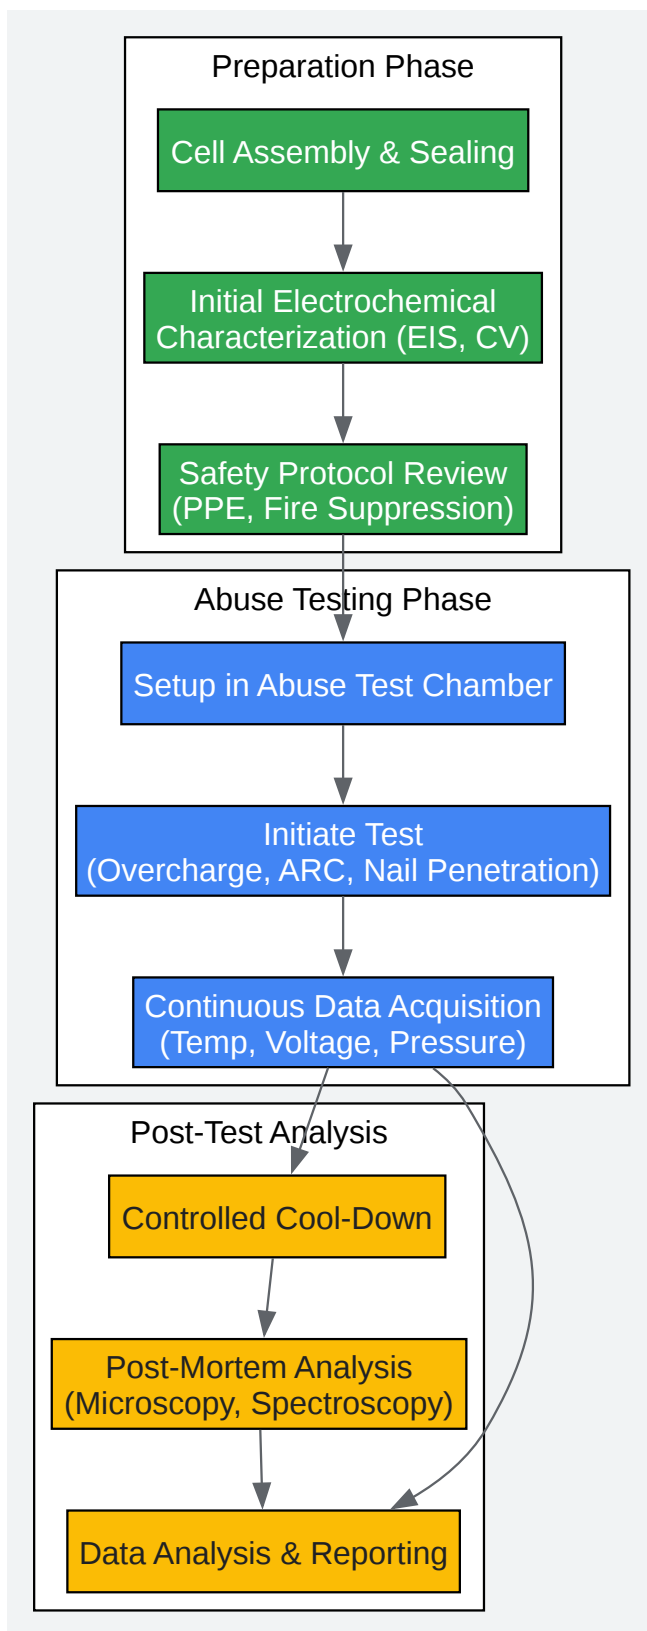 Preparation Phase
Cell Assembly & Sealing
Initial Electrochemical
Characterization (EIS, CV)
Safety Protocol Review
(PPE, Fire Suppression)
Abuse Testing Phase
Setup in Abuse Test Chamber
Initiate Test
(Overcharge, ARC, Nail Penetration)
Continuous Data Acquisition
(Temp, Voltage, Pressure)
Post-Test Analysis
Controlled Cool-Down
Post-Mortem Analysis
(Microscopy, Spectroscopy)
Data Analysis & Reporting